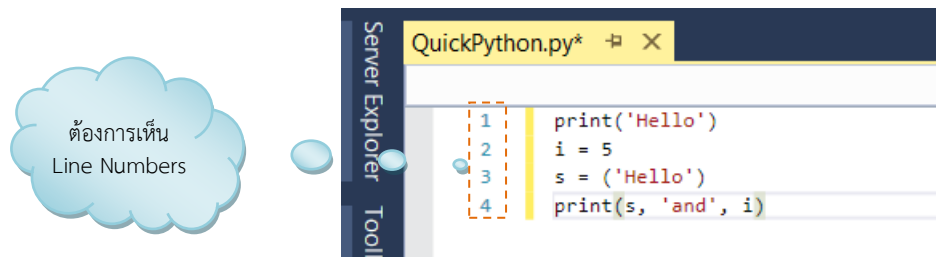 ต้องการเห็น
Line Numbers
Server Explorer
QuickPython.py*
1 print('Hello')
2 i = 5
3 s = ('Hello')
4 print(s, 'and', i)